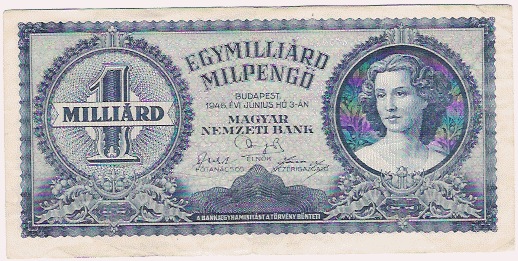 EGYMILLIÁRD
MILPENGŐ
BUDAPEST,
1946. ÉVI JUNIUS HÓ 3-ÁN
MAGYAR
NEMZETI BANK
1
MILLIÁRD
ELNÖK
FŐTANÁCSOS VEZÉRIGAZGATÓ
A BANKJEGYHAMISITÁST A TÖRVÉNY BÜNTETI